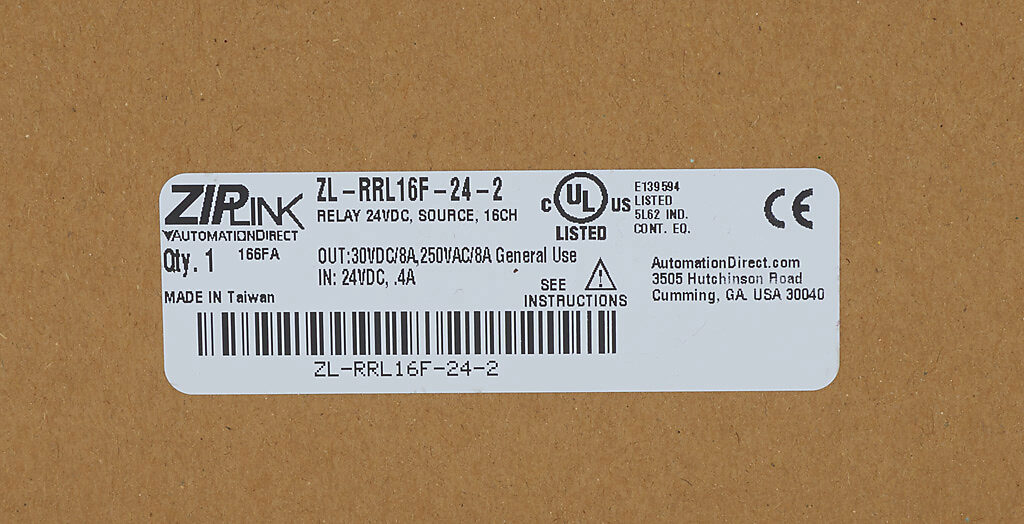 ZIPLINK
AUTOMATIONDIRECT
Qty. 1 166FA
MADE IN Taiwan
ZL-RRL16F-24-2
RELAY 24VDC, SOURCE, 16CH
OUT:30VDC/8A,250VAC/8A General Use
IN: 24VDC, .4A
C UL US
LISTED
E139594
LISTED
5L62 IND.
CONT. EQ.
CE
SEE
INSTRUCTIONS
AutomationDirect.com
3505 Hutchinson Road
Cumming, GA. USA 30040
ZL-RRL16F-24-2